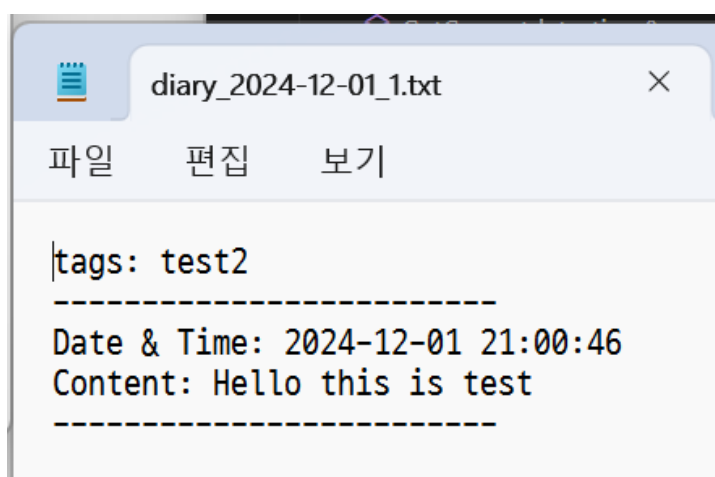 diary_2024-12-01_1.txt
파일 편집 보기
tags: test2
-------------------------
Date & Time: 2024-12-01 21:00:46
Content: Hello this is test
-------------------------